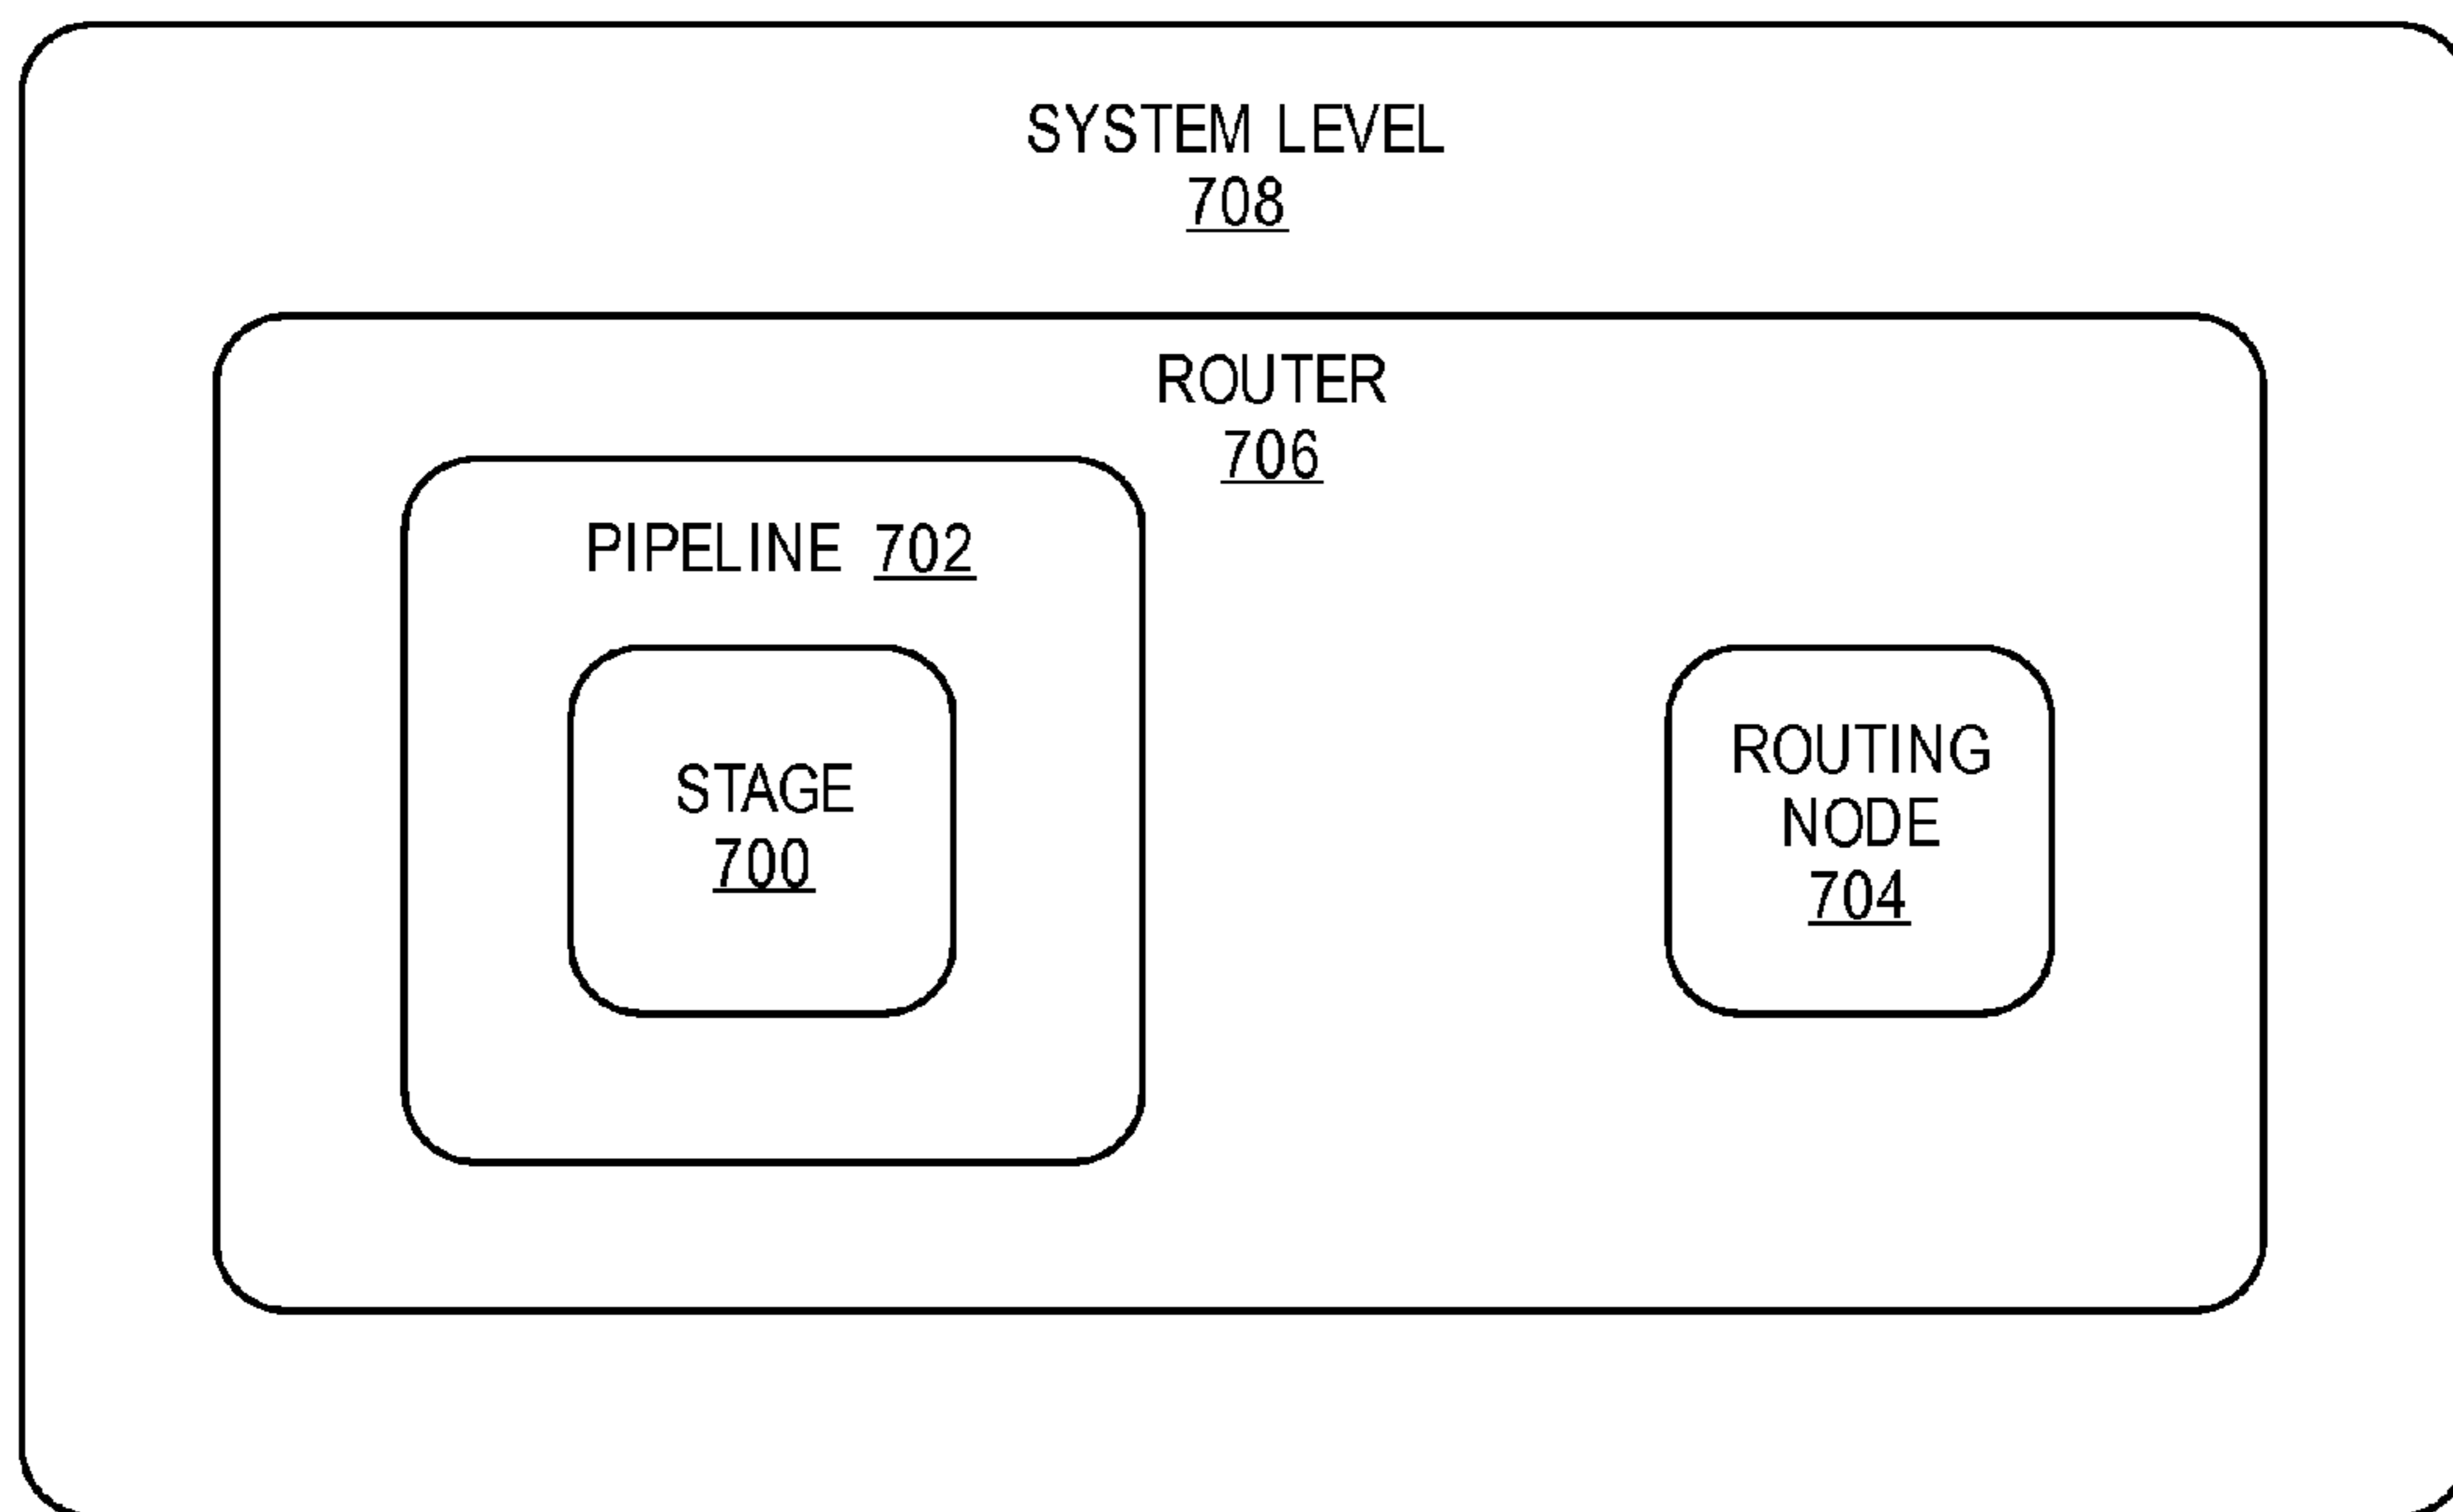 SYSTEM LEVEL
708
ROUTER
706
PIPELINE 702
STAGE
700
ROUTING
NODE
704